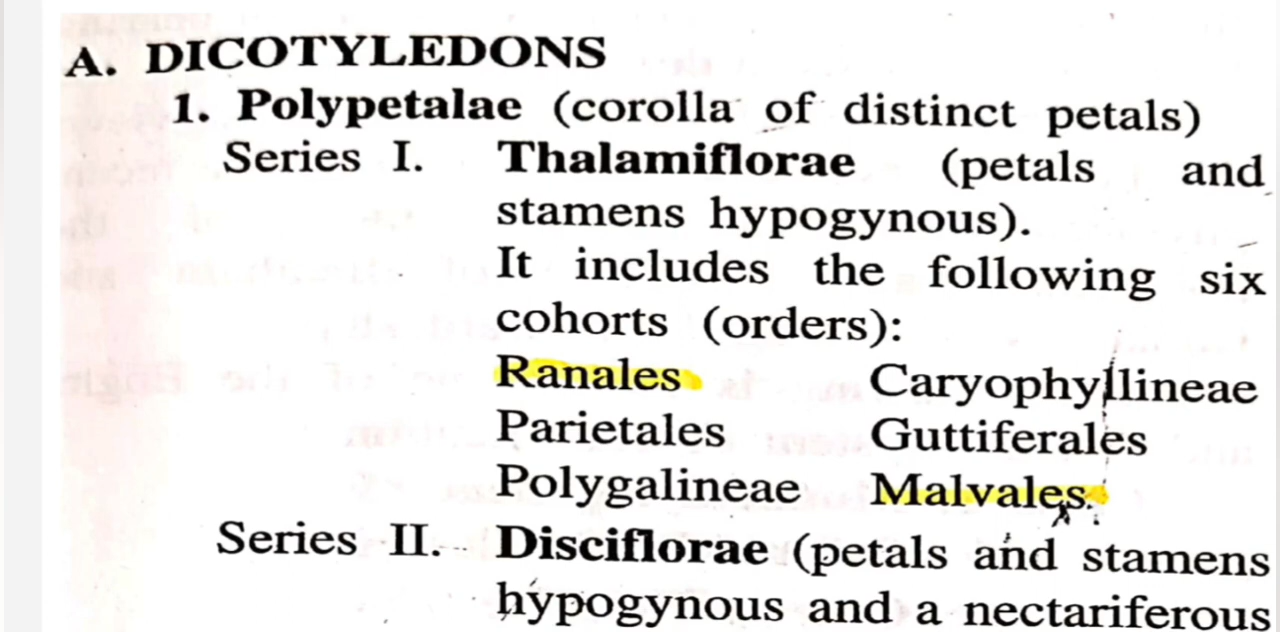 A. DICOTYLEDONS
1. Polypetalae (corolla of distinct petals)
Series I. Thalamiflorae (petals and
stamens hypogynous).
It includes the following six
cohorts (orders):
Ranales Caryophyllineae
Parietales Guttiferales
Polygalineae Malvales.
Series II. Disciflorae (petals and stamens
hypogynous and a nectariferous